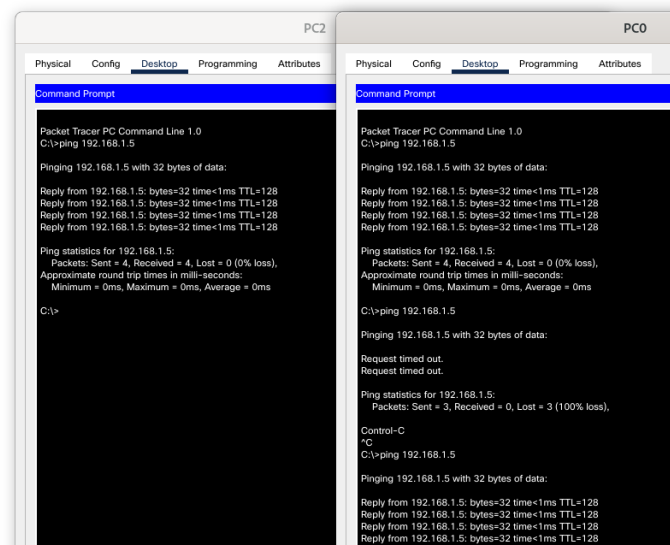 PC2
Physical Config Desktop Programming Attributes
Command Prompt
Packet Tracer PC Command Line 1.0
C:\>ping 192.168.1.5
Pinging 192.168.1.5 with 32 bytes of data:
Reply from 192.168.1.5: bytes=32 time<1ms TTL=128
Reply from 192.168.1.5: bytes=32 time<1ms TTL=128
Reply from 192.168.1.5: bytes=32 time<1ms TTL=128
Reply from 192.168.1.5: bytes=32 time<1ms TTL=128
Ping statistics for 192.168.1.5:
Packets: Sent = 4, Received = 4, Lost = 0 (0% loss),
Approximate round trip times in milli-seconds:
Minimum = 0ms, Maximum = 0ms, Average = 0ms
C:\>
PC0
Physical Config Desktop Programming Attributes
Command Prompt
Packet Tracer PC Command Line 1.0
C:\>ping 192.168.1.5
Pinging 192.168.1.5 with 32 bytes of data:
Reply from 192.168.1.5: bytes=32 time<1ms TTL=128
Reply from 192.168.1.5: bytes=32 time<1ms TTL=128
Reply from 192.168.1.5: bytes=32 time<1ms TTL=128
Reply from 192.168.1.5: bytes=32 time<1ms TTL=128
Ping statistics for 192.168.1.5:
Packets: Sent = 4, Received = 4, Lost = 0 (0% loss),
Approximate round trip times in milli-seconds:
Minimum = 0ms, Maximum = 0ms, Average = 0ms
C:\>ping 192.168.1.5
Pinging 192.168.1.5 with 32 bytes of data:
Request timed out.
Request timed out.
Ping statistics for 192.168.1.5:
Packets: Sent = 3, Received = 0, Lost = 3 (100% loss),
Control-C
^C
C:\>ping 192.168.1.5
Pinging 192.168.1.5 with 32 bytes of data:
Reply from 192.168.1.5: bytes=32 time<1ms TTL=128
Reply from 192.168.1.5: bytes=32 time<1ms TTL=128
Reply from 192.168.1.5: bytes=32 time<1ms TTL=128
Reply from 192.168.1.5: bytes=32 time<1ms TTL=128